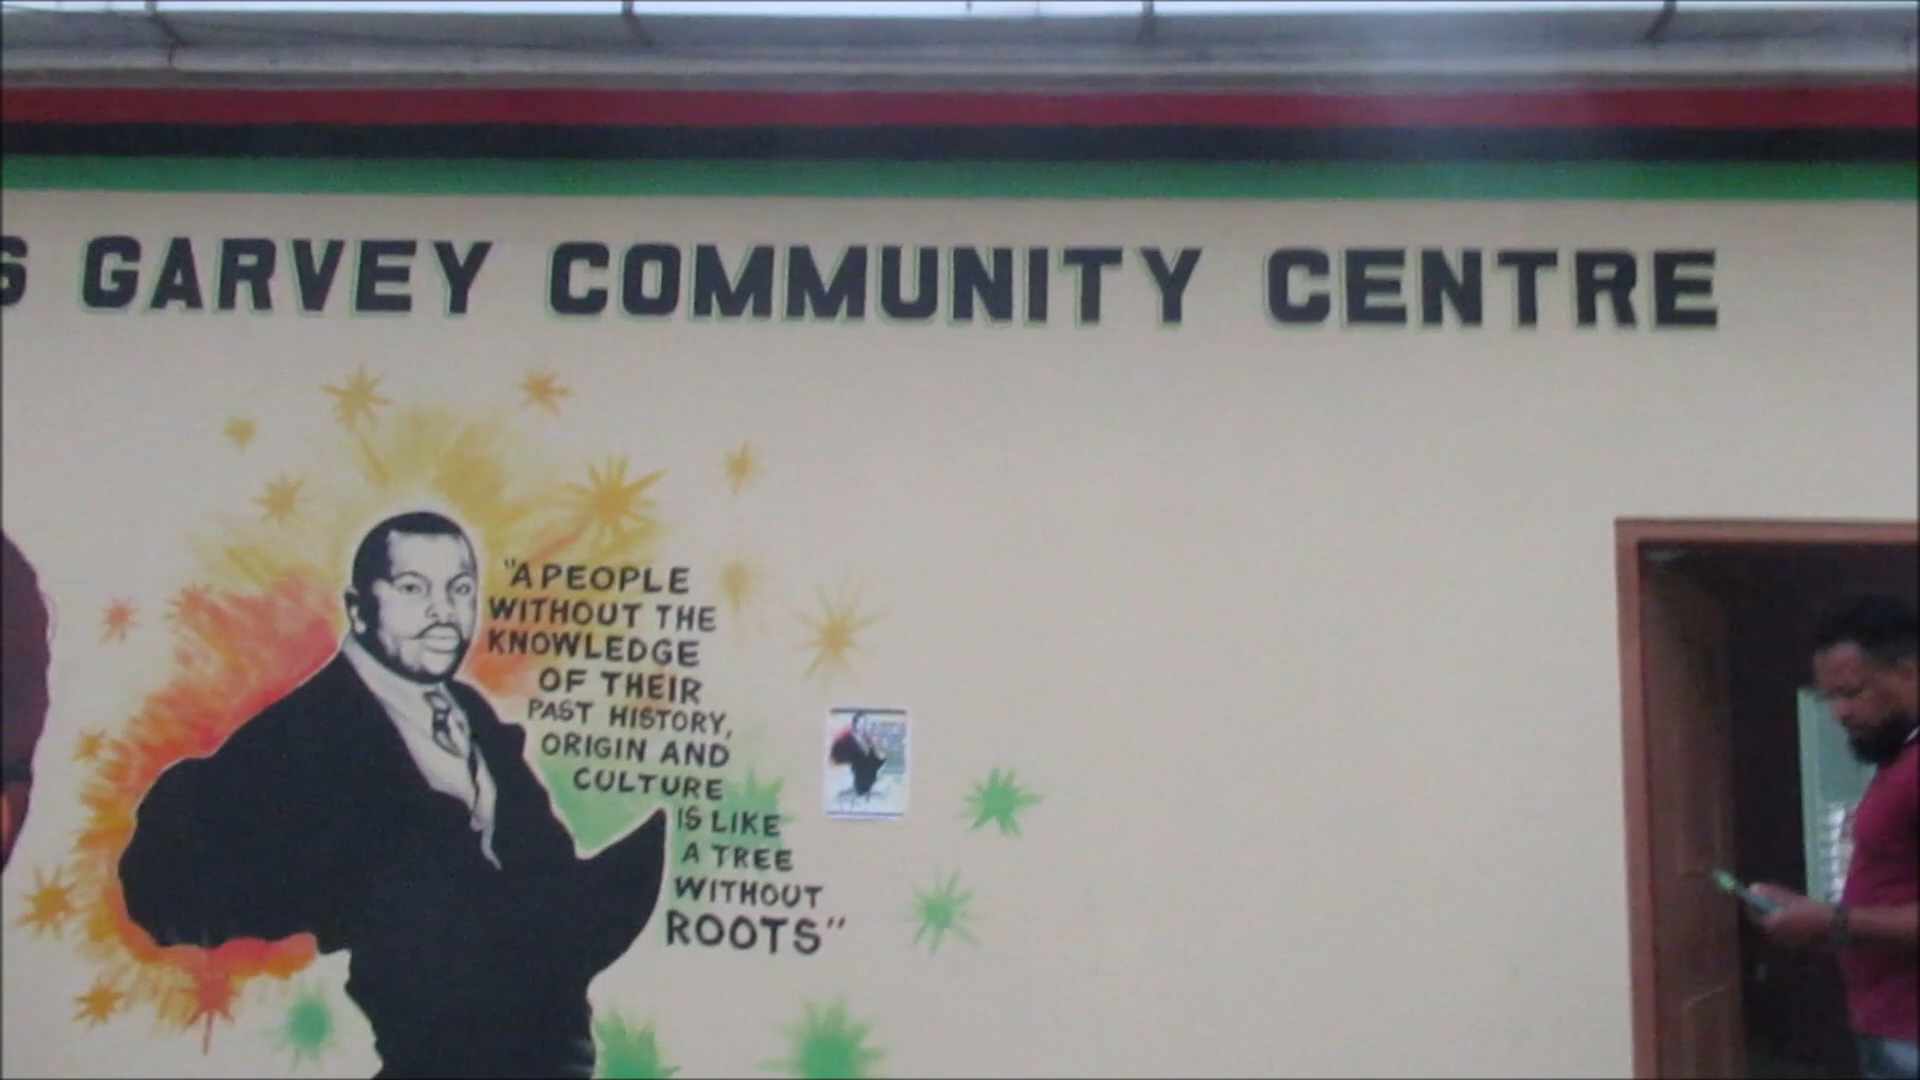 S GARVEY COMMUNITY CENTRE
"A PEOPLE
WITHOUT THE
KNOWLEDGE
OF THEIR
PAST HISTORY,
ORIGIN AND
CULTURE
IS LIKE
A TREE
WITHOUT
ROOTS"